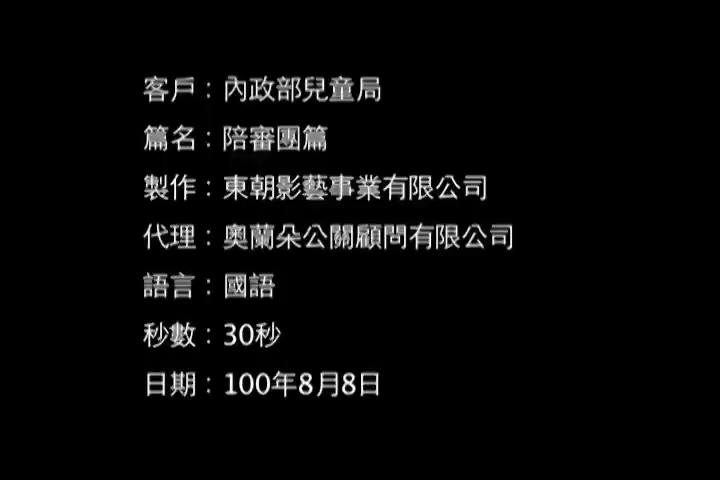 客戶：內政部兒童局
篇名：陪審團篇
製作：東朝影藝事業有限公司
代理：奧蘭朵公關顧問有限公司
語言：國語
秒數：30秒
日期：100年8月8日